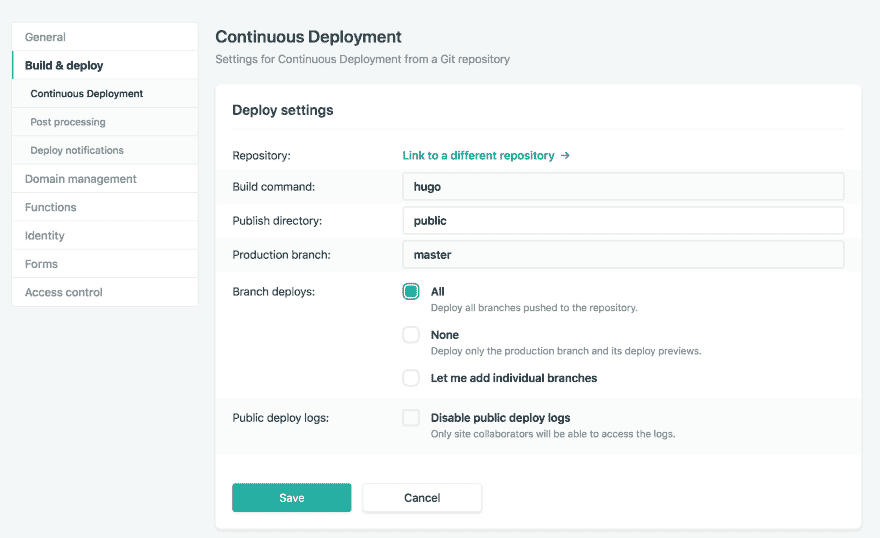 General
Build & deploy
Continuous Deployment
Post processing
Deploy notifications
Domain management
Functions
Identity
Forms
Access control
Continuous Deployment
Settings for Continuous Deployment from a Git repository
Deploy settings
Repository:
Link to a different repository →
Build command:
hugo
Publish directory:
public
Production branch:
master
Branch deploys:
All
Deploy all branches pushed to the repository.
None
Deploy only the production branch and its deploy previews.
Let me add individual branches
Public deploy logs:
Disable public deploy logs
Only site collaborators will be able to access the logs.
Save
Cancel